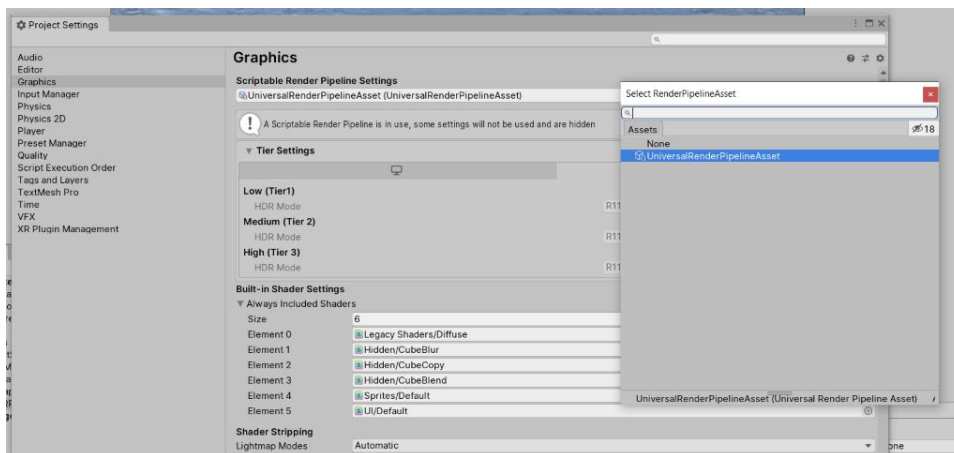 Project Settings
Audio
Editor
Graphics
Input Manager
Physics
Physics 2D
Player
Preset Manager
Quality
Script Execution Order
Tags and Layers
TextMesh Pro
Time
VFX
XR Plugin Management
Graphics
Scriptable Render Pipeline Settings
UniversalRenderPipelineAsset (UniversalRenderPipelineAsset)
A Scriptable Render Pipeline is in use, some settings will not be used and are hidden
Tier Settings
Low (Tier1)
HDR Mode
R11
Medium (Tier 2)
HDR Mode
R11
High (Tier 3)
HDR Mode
R11
Built-in Shader Settings
Always Included Shaders
Size 6
Element 0 Legacy Shaders/Diffuse
Element 1 Hidden/CubeBlur
Element 2 Hidden/CubeCopy
Element 3 Hidden/CubeBlend
Element 4 Sprites/Default
Element 5 UI/Default
Shader Stripping
Lightmap Modes Automatic
Select RenderPipelineAsset
Assets 18
None
UniversalRenderPipelineAsset
UniversalRenderPipelineAsset (Universal Render Pipeline Asset)